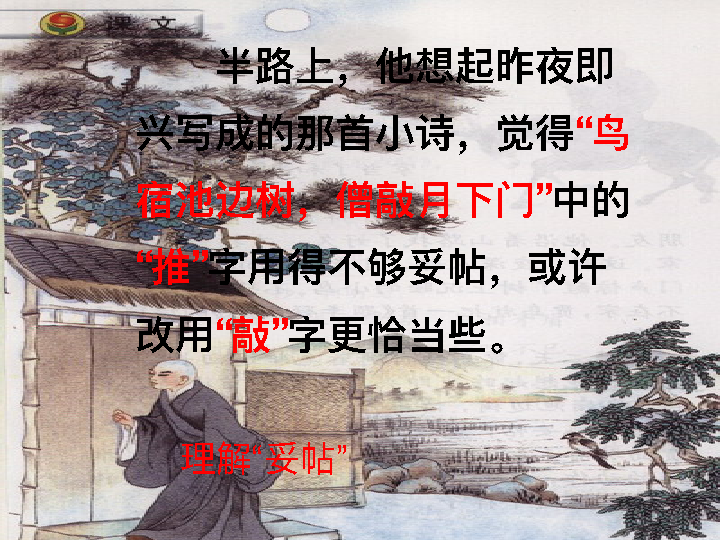 课 文
半路上，他想起昨夜即
兴写成的那首小诗，觉得“鸟
宿池边树，僧敲月下门”中的
“推”字用得不够妥帖，或许
改用“敲”字更恰当些。
理解“妥帖”